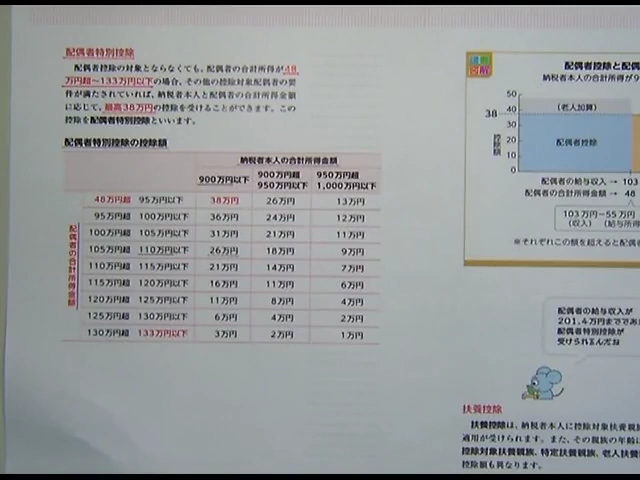 配偶者特別控除
配偶者控除の対象とならなくても、配偶者の合計所得が48
万円超～133万円以下の場合、その他の控除対象配偶者の要
件が満たされていれば、納税者本人と配偶者の合計所得金額
に応じて、最高38万円の控除を受けることができます。この
控除を配偶者特別控除といいます。
配偶者特別控除の控除額
納税者本人の合計所得金額
900万円以下 900万円超 950万円以下 950万円超 1,000万円以下
配偶者の合計所得金額
48万円超 95万円以下 38万円 26万円 13万円
95万円超 100万円以下 36万円 24万円 12万円
100万円超 105万円以下 31万円 21万円 11万円
105万円超 110万円以下 26万円 18万円 9万円
110万円超 115万円以下 21万円 14万円 7万円
115万円超 120万円以下 16万円 11万円 6万円
120万円超 125万円以下 11万円 8万円 4万円
125万円超 130万円以下 6万円 4万円 2万円
130万円超 133万円以下 3万円 2万円 1万円
図解
配偶者控除と配偶
納税者本人の合計所得が9
控除額
50
40
38
30
20
10
0
（老人加算）
配偶者控除
配偶者の給与収入→ 103
配偶者の合計所得金額→ 48
103万円－55万円
（収入） （給与所得
※それぞれこの額を超えると配偶
配偶者の給与収入が
201.4万円までであ
配偶者特別控除が
受けられるんだね
扶養控除
扶養控除は、納税者本人に控除対象扶養親族
適用が受けられます。また、その親族の年齢に
控除対象扶養親族、特定扶養親族、老人扶養
控除額も異なります。